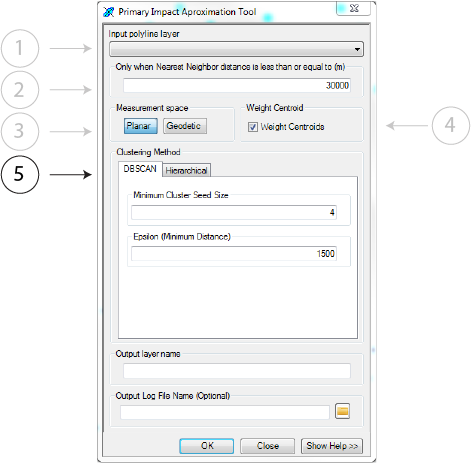 Primary Impact Aproximation Tool
Input polyline layer
1
Only when Nearest Neighbor distance is less than or equal to (m)
2
30000
Measurement space
Weight Centroid
3
Planar
Geodetic
Weight Centroids
4
Clustering Method
5
DBSCAN
Hierarchical
Minimum Cluster Seed Size
4
Epsilon (Minimum Distance)
1500
Output layer name
Output Log File Name (Optional)
OK
Close
Show Help >>